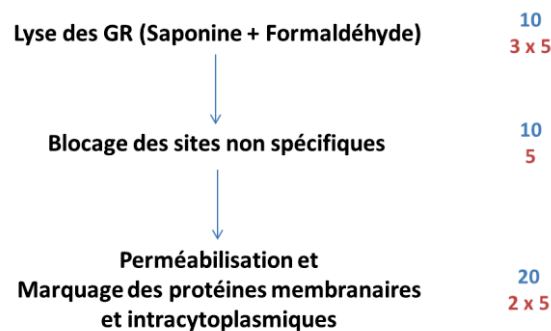 Lyse des GR (Saponine + Formaldéhyde)
10
3 x 5
Blocage des sites non spécifiques
10
5
Perméabilisation et
Marquage des protéines membranaires
et intracytoplasmiques
20
2 x 5